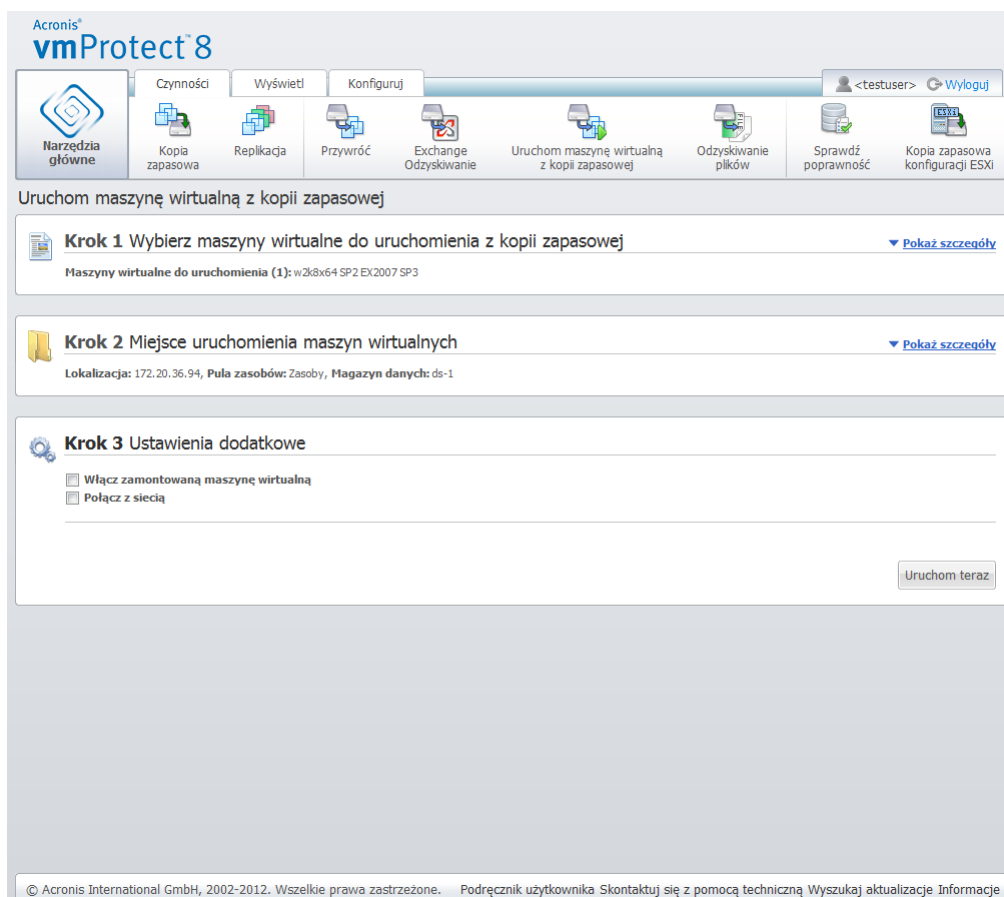 Acronis®
vmProtect™8
Czynności
Wyświetl
Konfiguruj
<testuser>
Wyloguj
Narzędzia
główne
Kopia
zapasowa
Replikacja
Przywróć
Exchange
Odzyskiwanie
Uruchom maszynę wirtualną
z kopii zapasowej
Odzyskiwanie
plików
Sprawdź
poprawność
ESXi
Kopia zapasowa
konfiguracji ESXi
Uruchom maszynę wirtualną z kopii zapasowej
Krok 1 Wybierz maszyny wirtualne do uruchomienia z kopii zapasowej
Pokaż szczegóły
Maszyny wirtualne do uruchomienia (1): w2k8x64 SP2 EX2007 SP3
Krok 2 Miejsce uruchomienia maszyn wirtualnych
Pokaż szczegóły
Lokalizacja: 172.20.36.94, Pula zasobów: Zasoby, Magazyn danych: ds-1
Krok 3 Ustawienia dodatkowe
Włącz zamontowaną maszynę wirtualną
Połącz z siecią
Uruchom teraz
© Acronis International GmbH, 2002-2012. Wszelkie prawa zastrzeżone. Podręcznik użytkownika Skontaktuj się z pomocą techniczną Wyszukaj aktualizacje Informacje